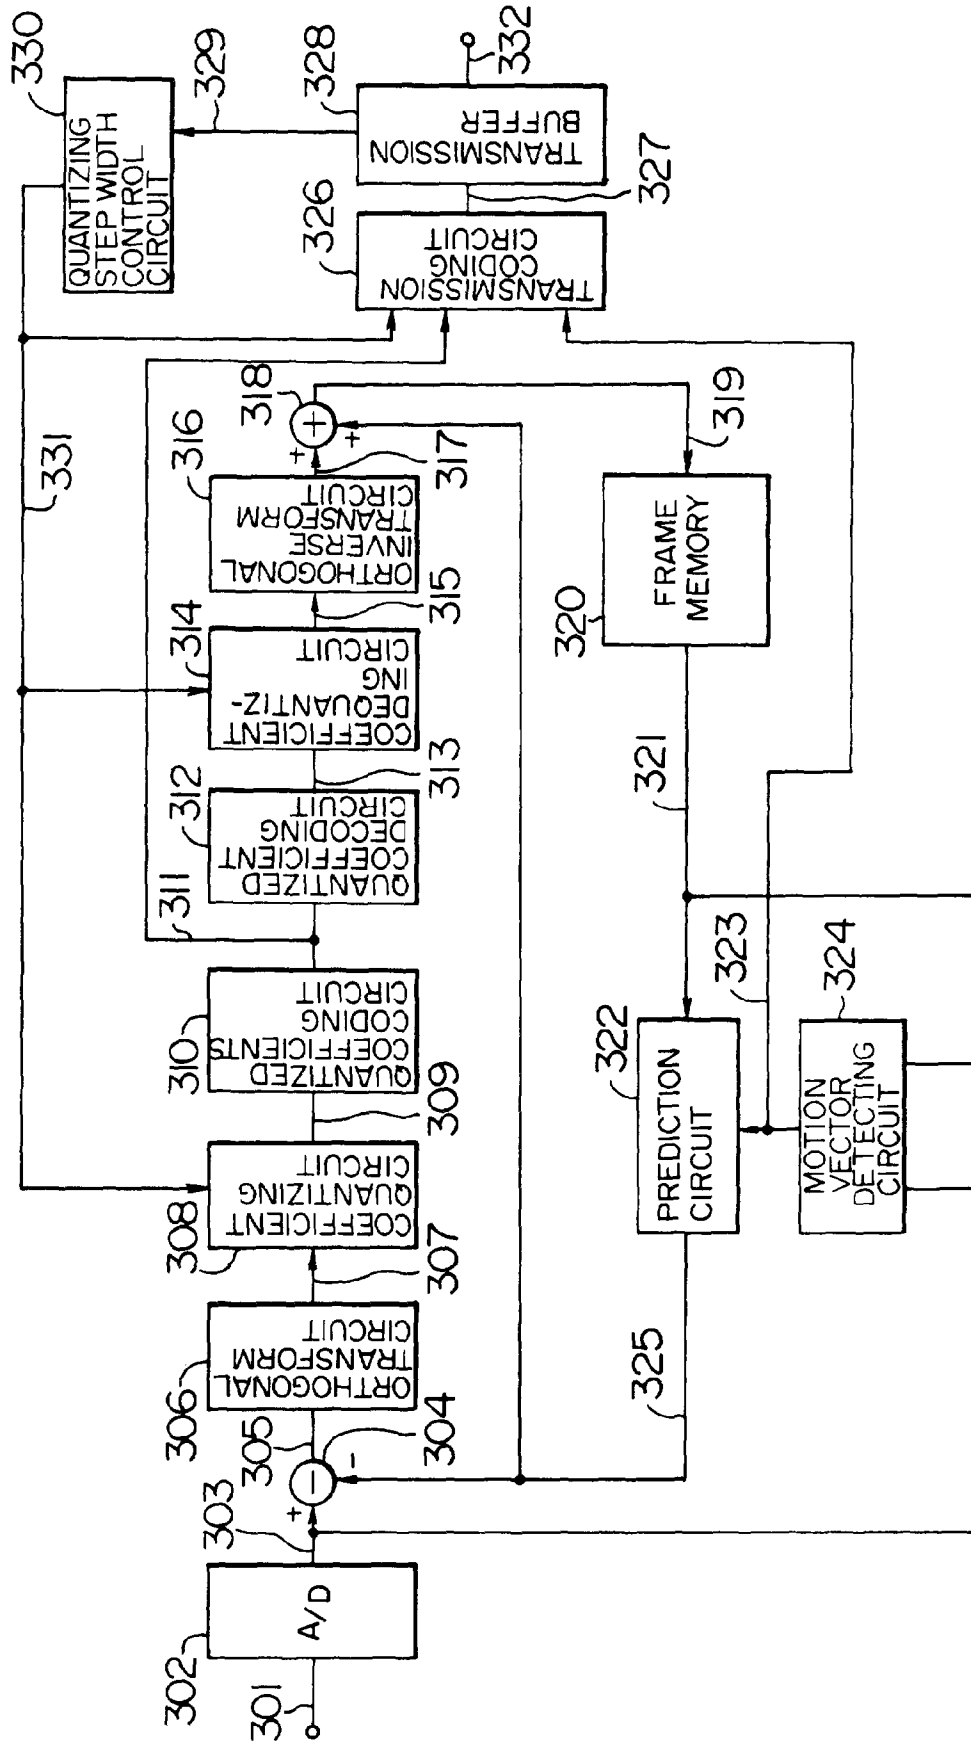 330
QUANTIZING
STEP WIDTH
CONTROL
CIRCUIT
329
331
328
TRANSMISSION
BUFFER
332
327
326
TRANSMISSION
CODING
CIRCUIT
318
+
+
+
317
319
316
ORTHOGONAL
INVERSE
TRANSFORM
CIRCUIT
315
314
COEFFICIENT
DEQUANTIZ-
ING
CIRCUIT
313
312
QUANTIZED
COEFFICIENT
DECODING
CIRCUIT
311
310
QUANTIZED
COEFFICIENTS
CODING
CIRCUIT
309
308
COEFFICIENT
QUANTIZING
CIRCUIT
307
306
ORTHOGONAL
TRANSFORM
CIRCUIT
305
304
-
-
+
303
302
A/D
301
320
FRAME
MEMORY
321
322
PREDICTION
CIRCUIT
323
324
MOTION
VECTOR
DETECTING
CIRCUIT
325